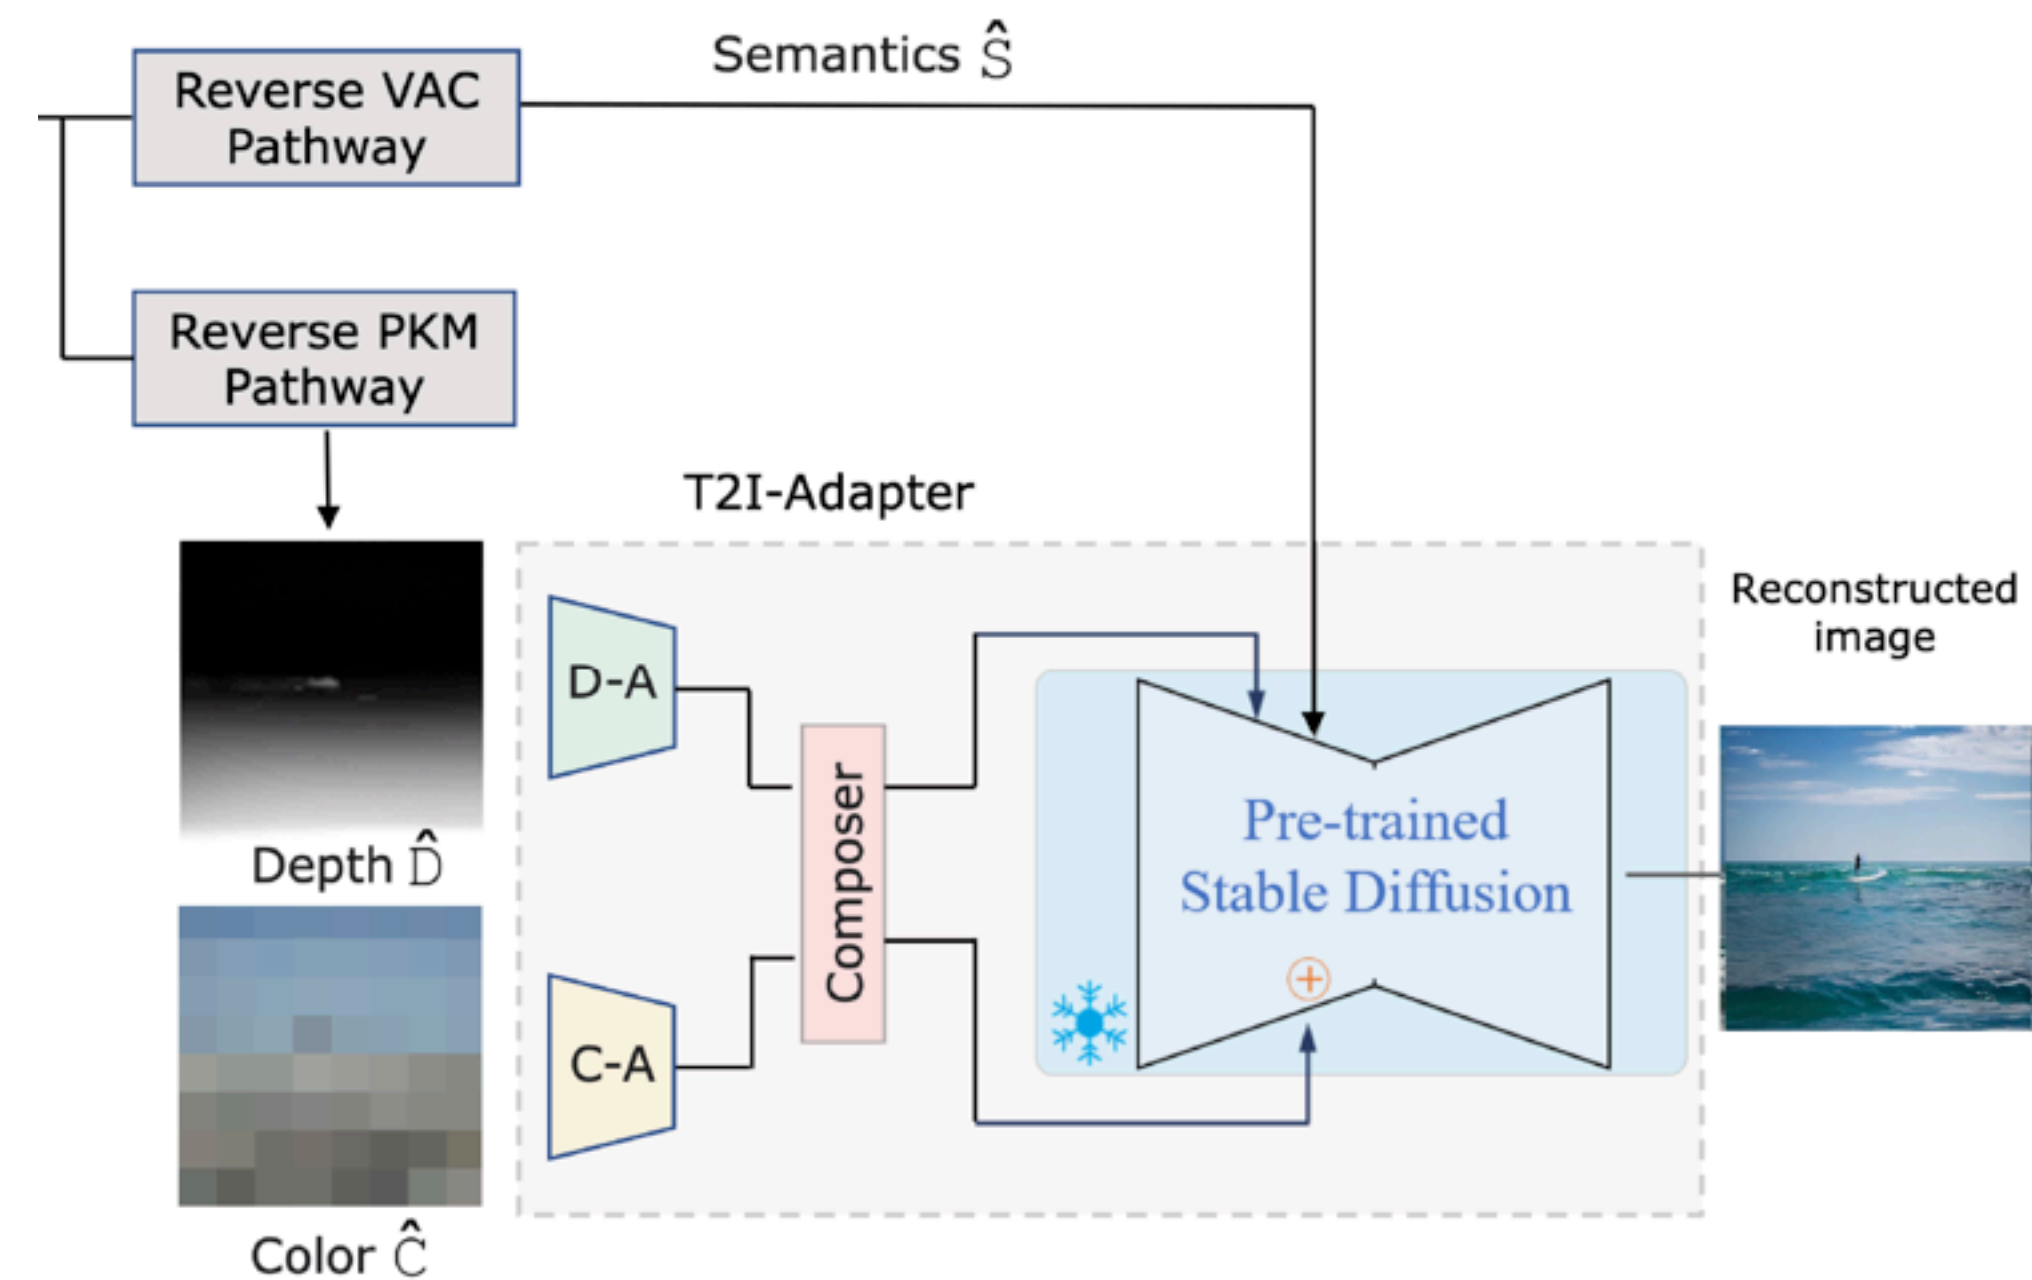 Reverse VAC
Pathway
Semantics Ŝ
Reverse PKM
Pathway
T2I-Adapter
D-A
Depth D̂
C-A
Color Ĉ
Composer
Pre-trained
Stable Diffusion
Reconstructed
image